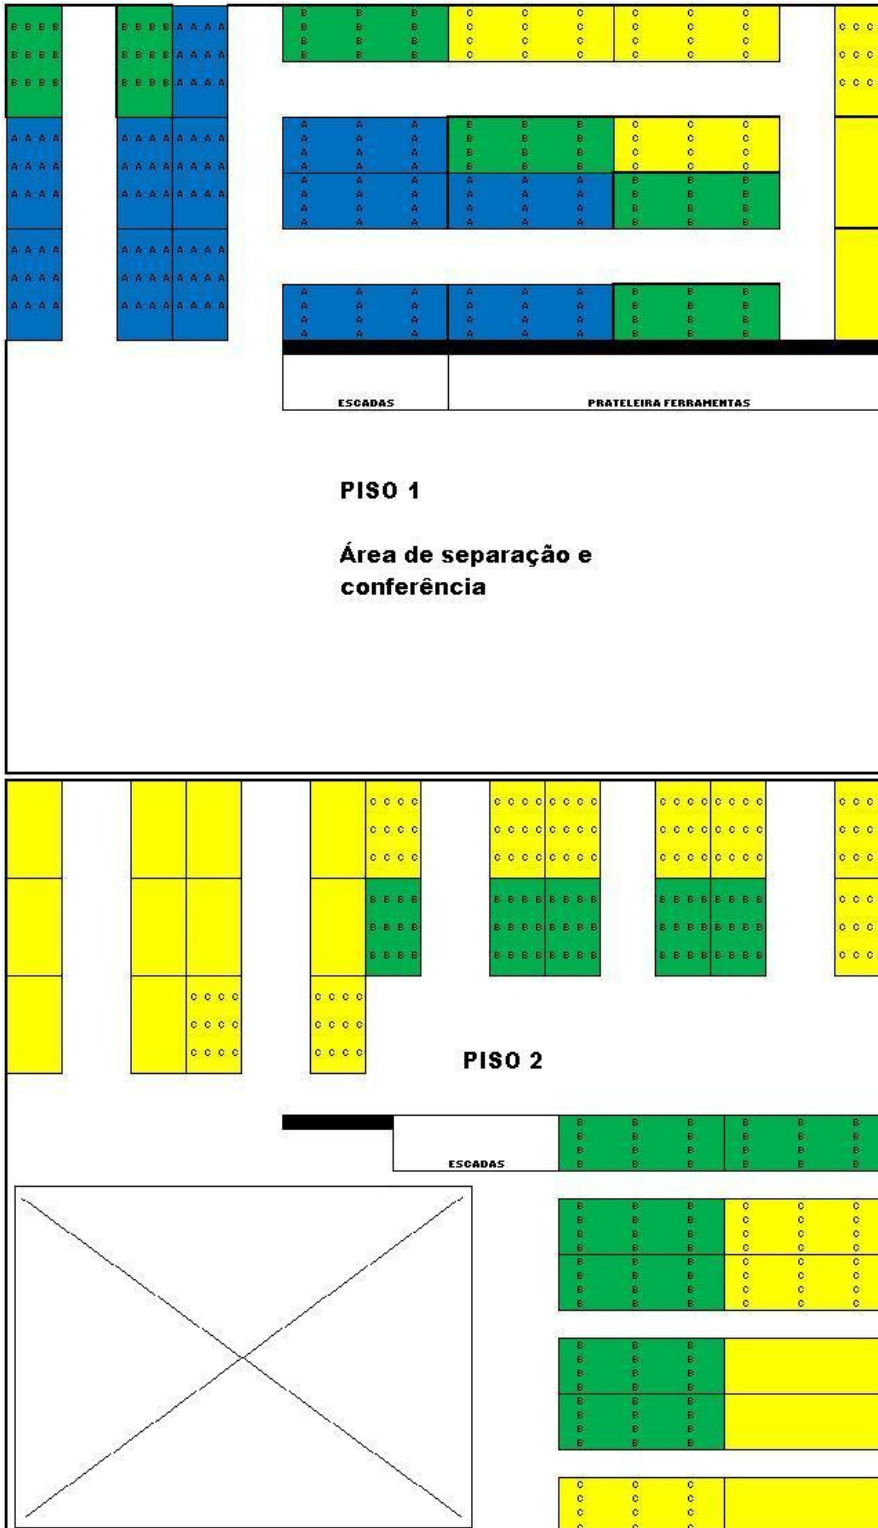 B B B B B B B B A A A A
B B B B B B B B A A A A
B B B B B B B B A A A A
A A A A A A A A A A A A
A A A A A A A A A A A A
A A A A A A A A A A A A
A A A A A A A A A A A A
A A A A A A A A A A A A
A A A A A A A A A A A A
B B B C C C C C C
B B B C C C C C C
B B B C C C C C C
B B B C C C C C C
A A A B B B C C C
A A A B B B C C C
A A A B B B C C C
A A A B B B C C C
A A A A A A B B B
A A A A A A B B B
A A A A A A B B B
A A A A A A B B B
A A A A A A B B B
A A A A A A B B B
A A A A A A B B B
A A A A A A B B B
C C C
C C C
C C C
ESCADAS PRATELEIRA FERRAMENTAS
PISO 1
Área de separação e
conferência
C C C C C C C C C C C C C C C C C C C C C C C
C C C C C C C C C C C C C C C C C C C C C C C
C C C C C C C C C C C C C C C C C C C C C C C
B B B B B B B B B B B B B B B B B B B B C C C
B B B B B B B B B B B B B B B B B B B B C C C
B B B B B B B B B B B B B B B B B B B B C C C
C C C C C C C C
C C C C C C C C
C C C C C C C C
PISO 2
ESCADAS
B B B B B B
B B B B B B
B B B B B B
B B B B B B
B B B C C C
B B B C C C
B B B C C C
B B B C C C
B B B C C C
B B B C C C
B B B C C C
B B B C C C
B B B
B B B
B B B
B B B
B B B
B B B
B B B
B B B
C C C
C C C
C C C
C C C